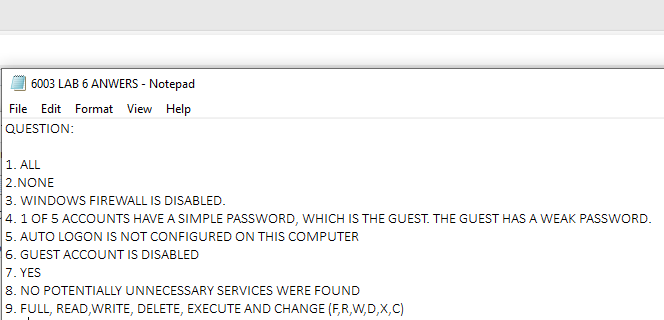 6003 LAB 6 ANWERS - Notepad
File Edit Format View Help
QUESTION:
1. ALL
2.NONE
3. WINDOWS FIREWALL IS DISABLED.
4. 1 OF 5 ACCOUNTS HAVE A SIMPLE PASSWORD, WHICH IS THE GUEST. THE GUEST HAS A WEAK PASSWORD.
5. AUTO LOGON IS NOT CONFIGURED ON THIS COMPUTER
6. GUEST ACCOUNT IS DISABLED
7. YES
8. NO POTENTIALLY UNNECESSARY SERVICES WERE FOUND
9. FULL, READ,WRITE, DELETE, EXECUTE AND CHANGE (F,R,W,D,X,C)